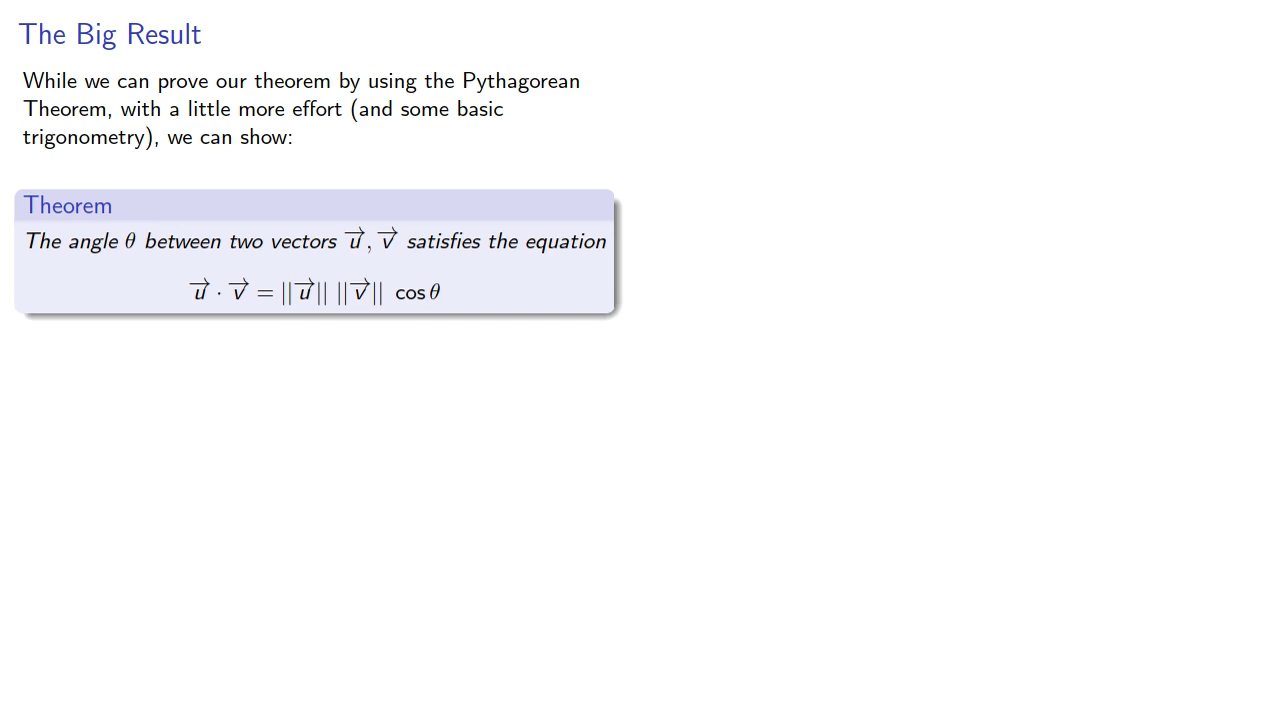 The Big Result
While we can prove our theorem by using the Pythagorean
Theorem, with a little more effort (and some basic
trigonometry), we can show:
Theorem
The angle θ between two vectors u⃗, v⃗ satisfies the equation
u⃗ · v⃗ = ||u⃗|| ||v⃗|| cos θ